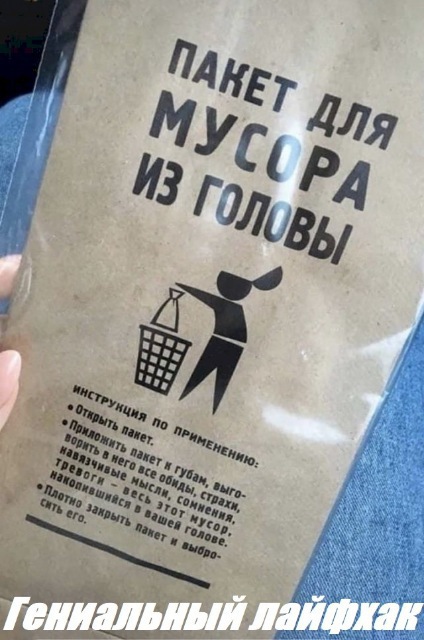 ПАКЕТ ДЛЯ
МУСОРА
ИЗ ГОЛОВЫ
ИНСТРУКЦИЯ ПО ПРИМЕНЕНИЮ:
• Открыть пакет.
• Приложить пакет к губам, выго-
ворить в него все обиды, страхи,
навязчивые мысли, сомнения,
тревоги – весь этот мусор,
накопившийся в вашей голове.
• Плотно закрыть пакет и выбро-
сить его.
Гениальный лайфхак